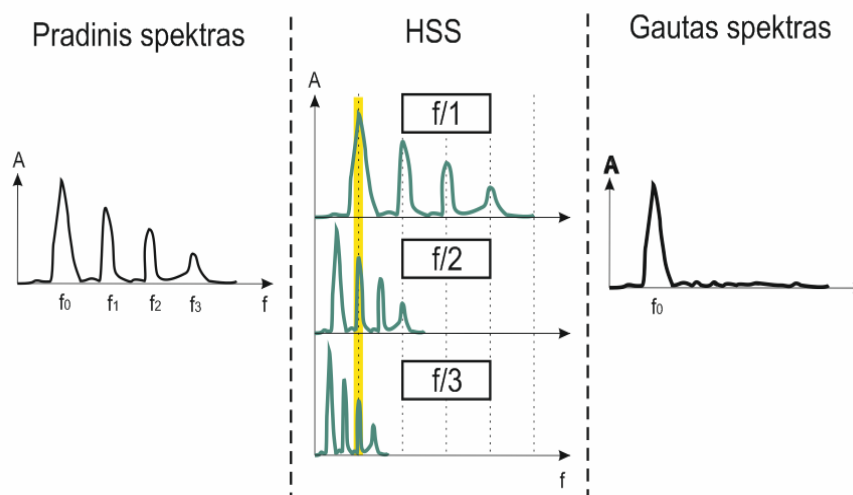 Pradinis spektras
A
f0 f1 f2 f3 f
HSS
A
f/1
f/2
f/3
f
Gautas spektras
A
f0